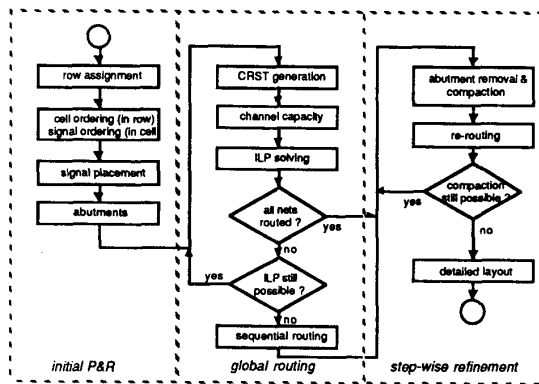 row assignment
cell ordering (in row)
signal ordering (in cell
signal placement
abutments
initial P&R
CRST generation
channel capacity
ILP solving
all nets
routed ?
yes
no
ILP still
possible ?
yes
no
sequential routing
global routing
abutment removal &
compaction
re-routing
compaction
still possible ?
yes
no
detailed layout
step-wise refinement